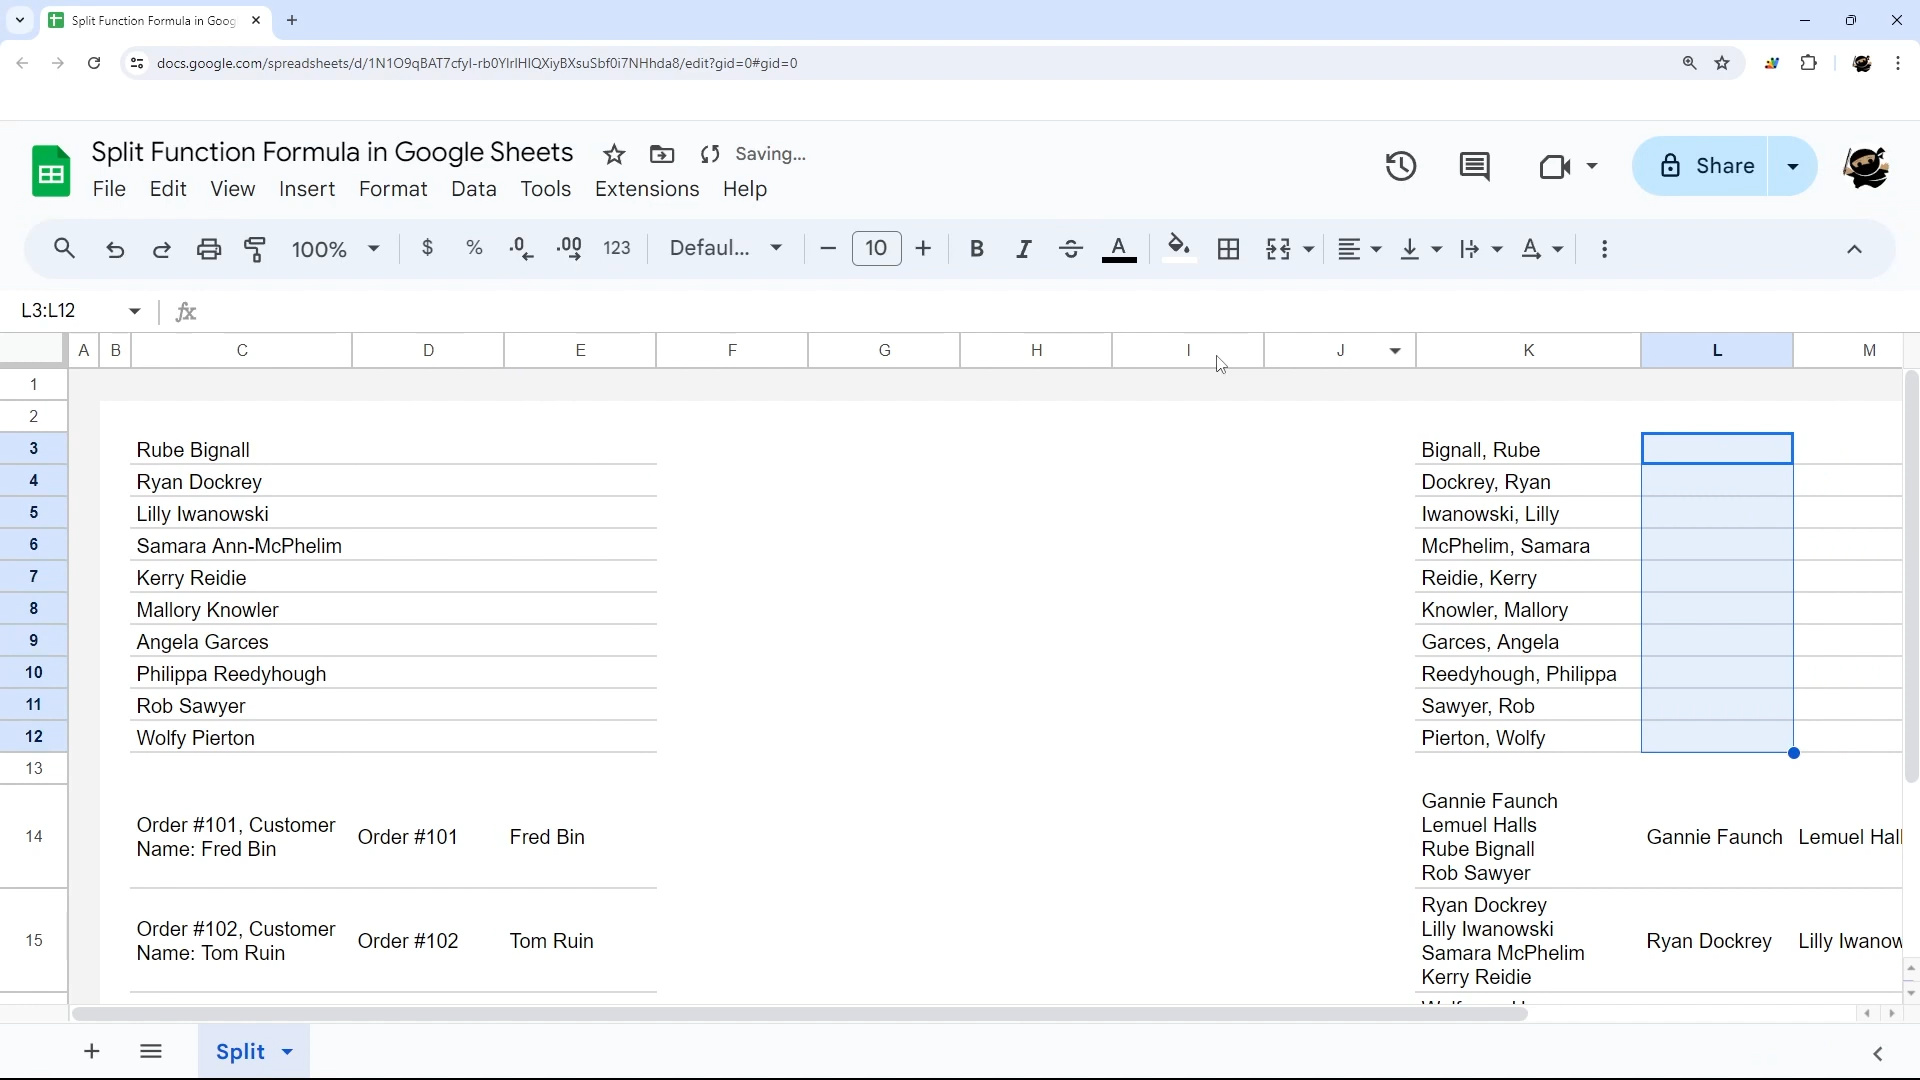 Split Function Formula in Goog
docs.google.com/spreadsheets/d/1N1O9qBAT7cfyI-rb0YlrIHIQXiyBXsuSbf0i7NHhda8/edit?gid=0#gid=0
Split Function Formula in Google Sheets
Saving...
File Edit View Insert Format Data Tools Extensions Help
Share
100% $ % .0 .00 123 Defaul... 10 B I A
L3:L12 fx
A B C D E F G H I J K L M
1
2
3 Rube Bignall Bignall, Rube
4 Ryan Dockrey Dockrey, Ryan
5 Lilly Iwanowski Iwanowski, Lilly
6 Samara Ann-McPhelim McPhelim, Samara
7 Kerry Reidie Reidie, Kerry
8 Mallory Knowler Knowler, Mallory
9 Angela Garces Garces, Angela
10 Philippa Reedyhough Reedyhough, Philippa
11 Rob Sawyer Sawyer, Rob
12 Wolfy Pierton Pierton, Wolfy
13
14
Order #101, Customer
Name: Fred Bin
Order #101
Fred Bin
Gannie Faunch
Lemuel Halls
Rube Bignall
Rob Sawyer
Gannie Faunch
Lemuel Hall
15
Order #102, Customer
Name: Tom Ruin
Order #102
Tom Ruin
Ryan Dockrey
Lilly Iwanowski
Samara McPhelim
Kerry Reidie
Ryan Dockrey
Lilly Iwanow
Split